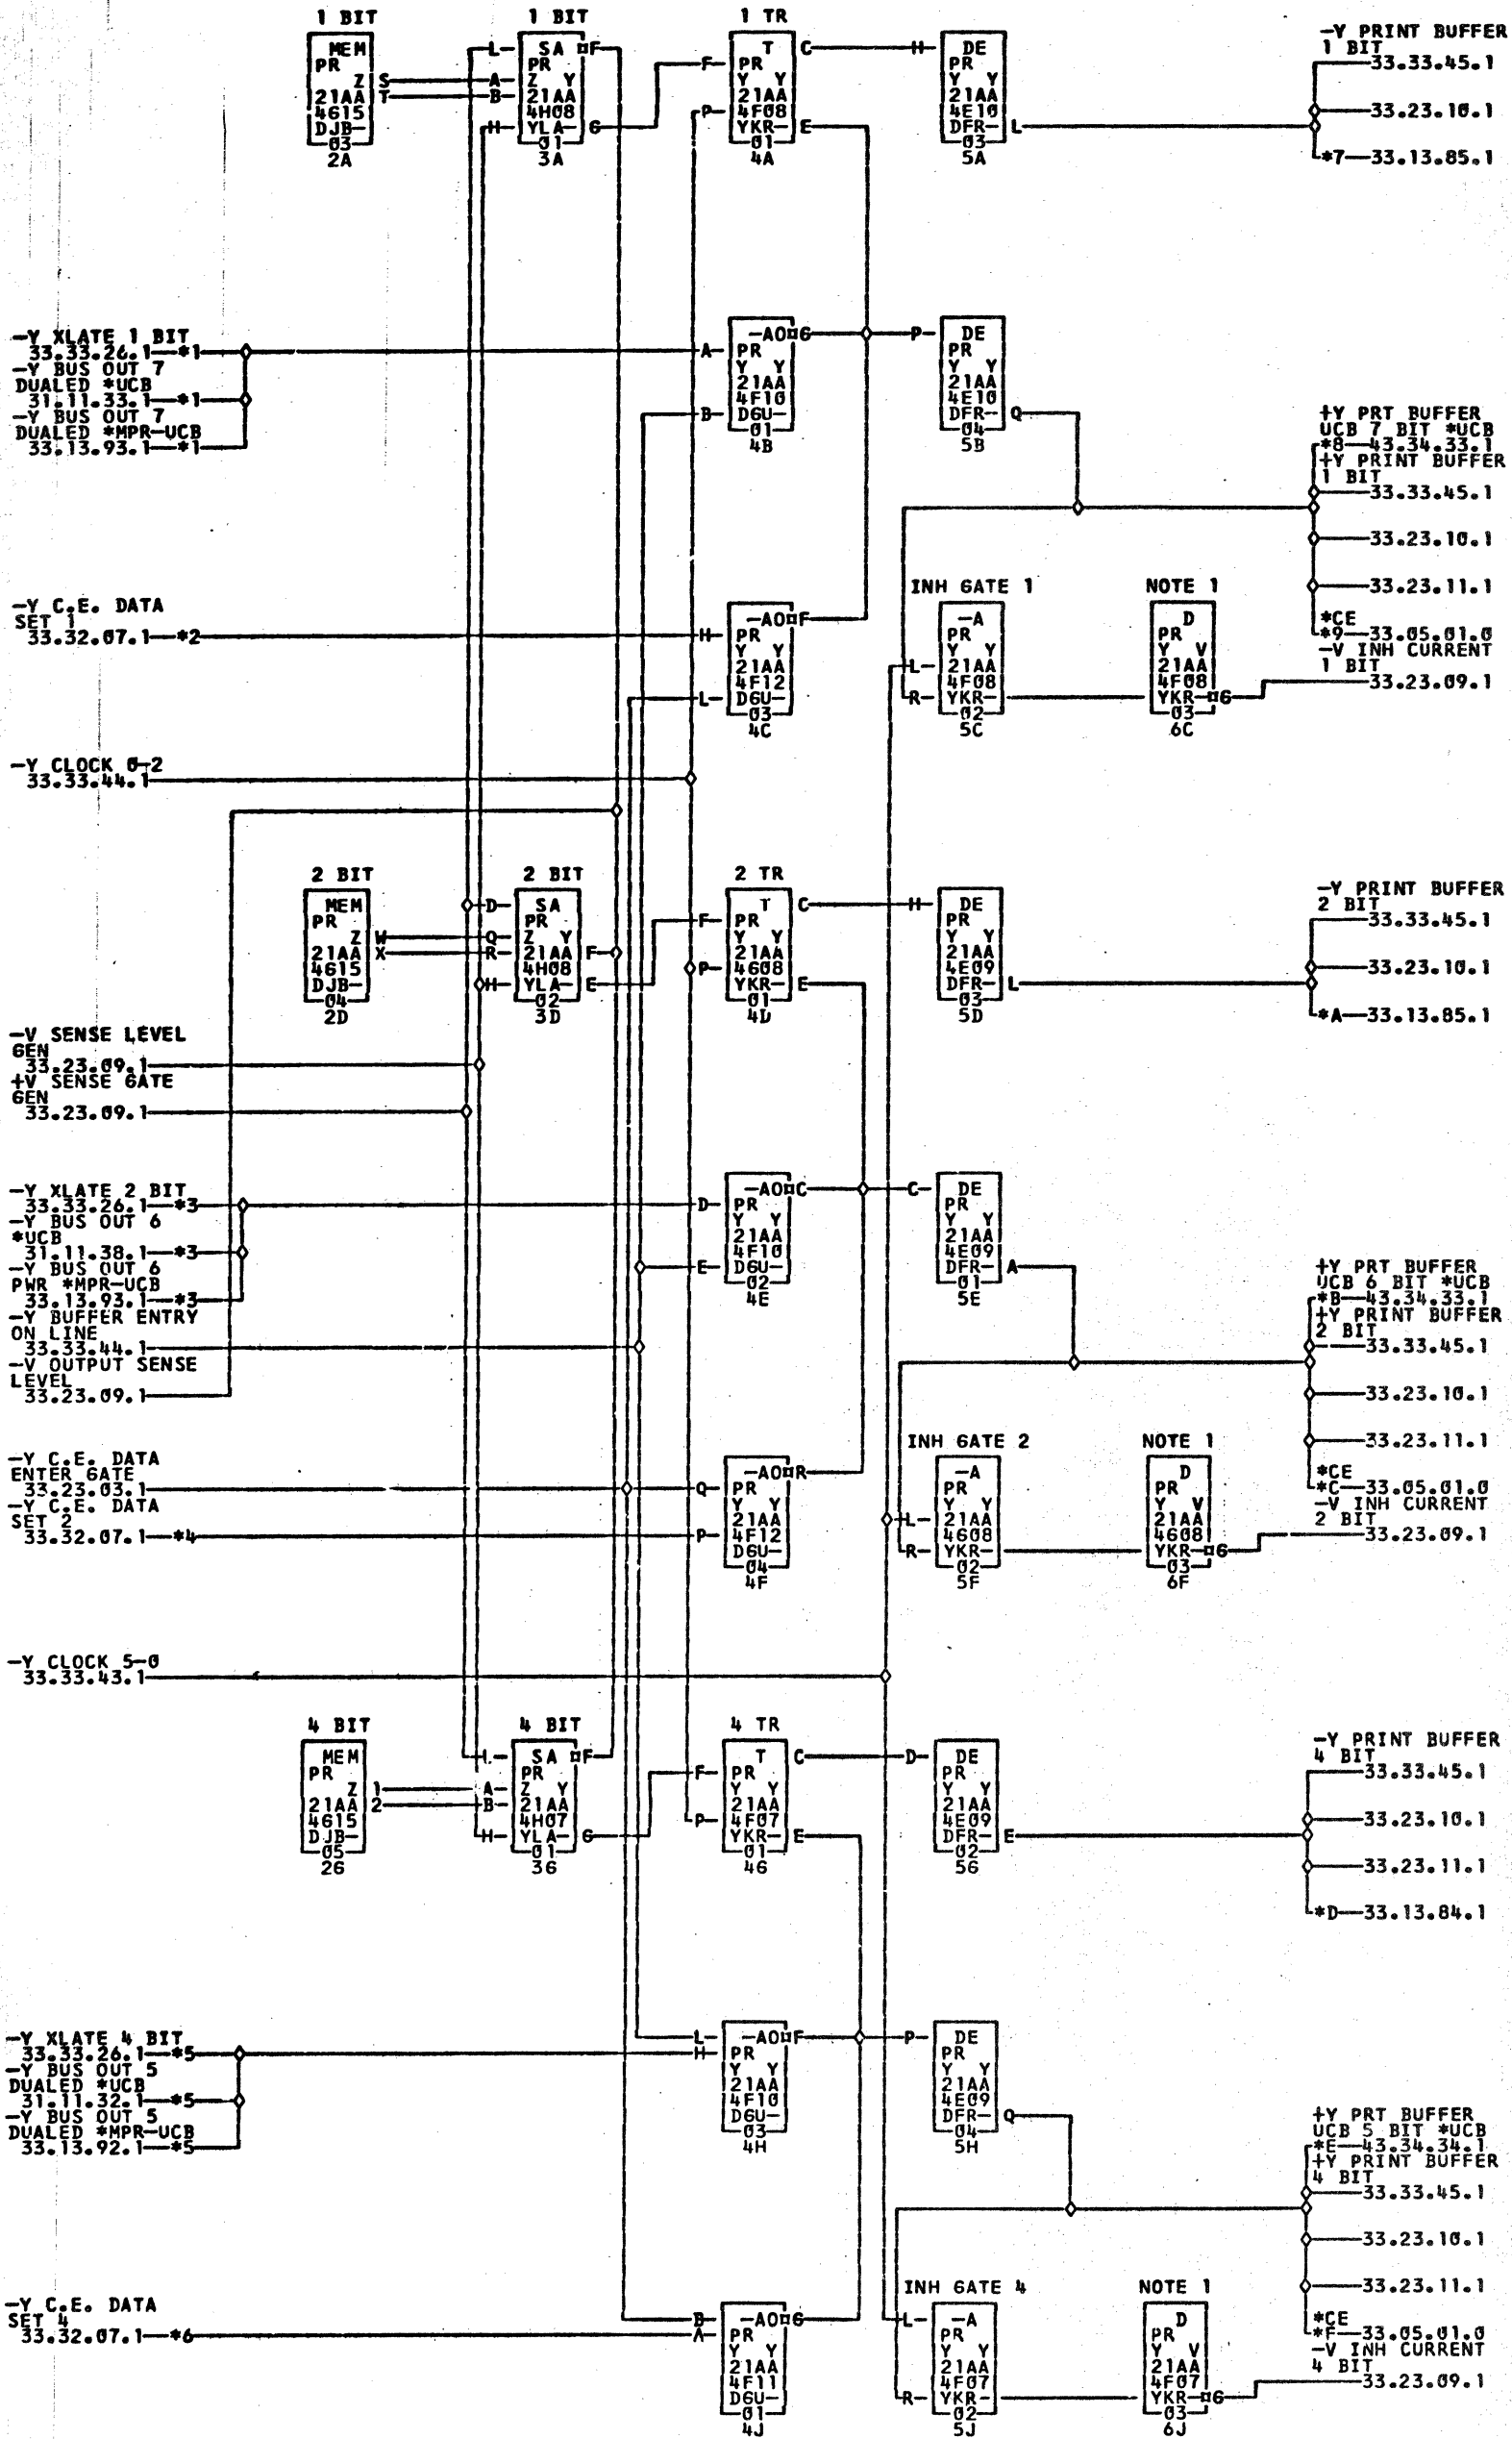 1 BIT
MEM
PR
Z S
21AA T
4G15
DJB-
03
2A
1 BIT
L SA F
PR
A Z Y
B 21AA
4H08
H YLA- G
01
3A
1 TR
T C
F PR
Y Y
21AA
P 4F08
YKR- E
01
4A
H DE
PR
Y Y
21AA
4E10
DFR- L
03
5A
-Y PRINT BUFFER
1 BIT
33.33.45.1
33.23.10.1
*7—33.13.85.1
-Y XLATE 1 BIT
33.33.26.1—*1
-Y BUS OUT 7
DUALED *UCB
31.11.33.1—*1
-Y BUS OUT 7
DUALED *MPR-UCB
33.13.93.1—*1
-AO G
A PR
Y Y
21AA
4F10
B DGU-
01
4B
P DE
PR
Y Y
21AA
4E10
DFR- Q
04
5B
+Y PRT BUFFER
UCB 7 BIT *UCB
*8—43.34.33.1
+Y PRINT BUFFER
1 BIT
33.33.45.1
33.23.10.1
33.23.11.1
*CE
*9—33.05.01.0
-V INH CURRENT
1 BIT
33.23.09.1
-Y C.E. DATA
SET 1
33.32.07.1—*2
-AO F
H PR
Y Y
21AA
4F12
L DGU-
03
4C
INH GATE 1
-A
PR
Y Y
L 21AA
4F08
R YKR-
02
5C
NOTE 1
D
PR
Y V
21AA
4F08
YKR- G
03
6C
-Y CLOCK 0-2
33.33.44.1
2 BIT
MEM
PR
Z W
21AA X
4G15
DJB-
04
2D
2 BIT
D SA
PR
Q Z Y
R 21AA F
4H08
H YLA- E
02
3D
2 TR
T C
F PR
Y Y
21AA
P 4G08
YKR- E
01
4D
H DE
PR
Y Y
21AA
4E09
DFR- L
03
5D
-Y PRINT BUFFER
2 BIT
33.33.45.1
33.23.10.1
*A—33.13.85.1
-V SENSE LEVEL
GEN
33.23.09.1
+V SENSE GATE
GEN
33.23.09.1
-Y XLATE 2 BIT
33.33.26.1—*3
-Y BUS OUT 6
*UCB
31.11.38.1—*3
-Y BUS OUT 6
PWR *MPR-UCB
33.13.93.1—*3
-Y BUFFER ENTRY
ON LINE
33.33.44.1
-V OUTPUT SENSE
LEVEL
33.23.09.1
-AO C
D PR
Y Y
21AA
4F10
E DGU-
02
4E
C DE
PR
Y Y
21AA
4E09
DFR- A
01
5E
+Y PRT BUFFER
UCB 6 BIT *UCB
*B—43.34.33.1
+Y PRINT BUFFER
2 BIT
33.33.45.1
33.23.10.1
33.23.11.1
*CE
*C—33.05.01.0
-V INH CURRENT
2 BIT
33.23.09.1
-Y C.E. DATA
ENTER GATE
33.23.03.1
-Y C.E. DATA
SET 2
33.32.07.1—*4
-AO R
Q PR
Y Y
21AA
P 4F12
DGU-
04
4F
INH GATE 2
-A
PR
Y Y
L 21AA
4G08
R YKR-
02
5F
NOTE 1
D
PR
Y V
21AA
4G08
YKR- G
03
6F
-Y CLOCK 5-0
33.33.43.1
4 BIT
MEM
PR
Z 1
21AA 2
4G15
DJB-
05
2G
4 BIT
L SA F
PR
A Z Y
B 21AA
4H07
H YLA- G
01
3G
4 TR
T C
F PR
Y Y
21AA
P 4F07
YKR- E
01
4G
D DE
PR
Y Y
21AA
4E09
DFR- E
02
5G
-Y PRINT BUFFER
4 BIT
33.33.45.1
33.23.10.1
33.23.11.1
*D—33.13.84.1
-Y XLATE 4 BIT
33.33.26.1—*5
-Y BUS OUT 5
DUALED *UCB
31.11.32.1—*5
-Y BUS OUT 5
DUALED *MPR-UCB
33.13.92.1—*5
L -AO F
H PR
Y Y
21AA
4F10
DGU-
03
4H
P DE
PR
Y Y
21AA
4E09
DFR- Q
04
5H
+Y PRT BUFFER
UCB 5 BIT *UCB
*E—43.34.34.1
+Y PRINT BUFFER
4 BIT
33.33.45.1
33.23.10.1
33.23.11.1
*CE
*F—33.05.01.0
-V INH CURRENT
4 BIT
33.23.09.1
-Y C.E. DATA
SET 4
33.32.07.1—*6
B -AO G
A PR
Y Y
21AA
4F11
DGU-
01
4J
INH GATE 4
L -A
PR
Y Y
21AA
4F07
R YKR-
02
5J
NOTE 1
D
PR
Y V
21AA
4F07
YKR- G
03
6J